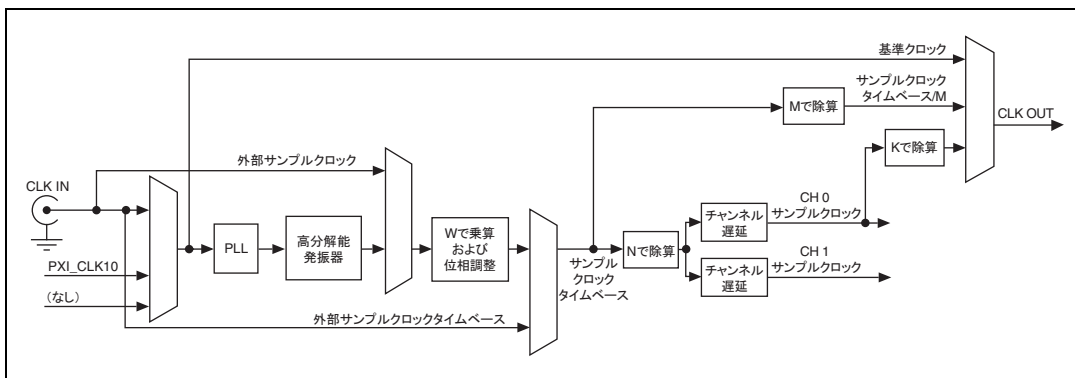 基準クロック
サンプルクロック
タイムベース/M
Mで除算
CLK OUT
Kで除算
外部サンプルクロック
CLK IN
CH 0
サンプルクロック
チャンネル
遅延
Wで乗算
および
位相調整
高分解能
発振器
PLL
Nで除算
サンプル
クロック
タイムベース
CH 1
サンプルクロック
チャンネル
遅延
PXI_CLK10
(なし)
外部サンプルクロックタイムベース